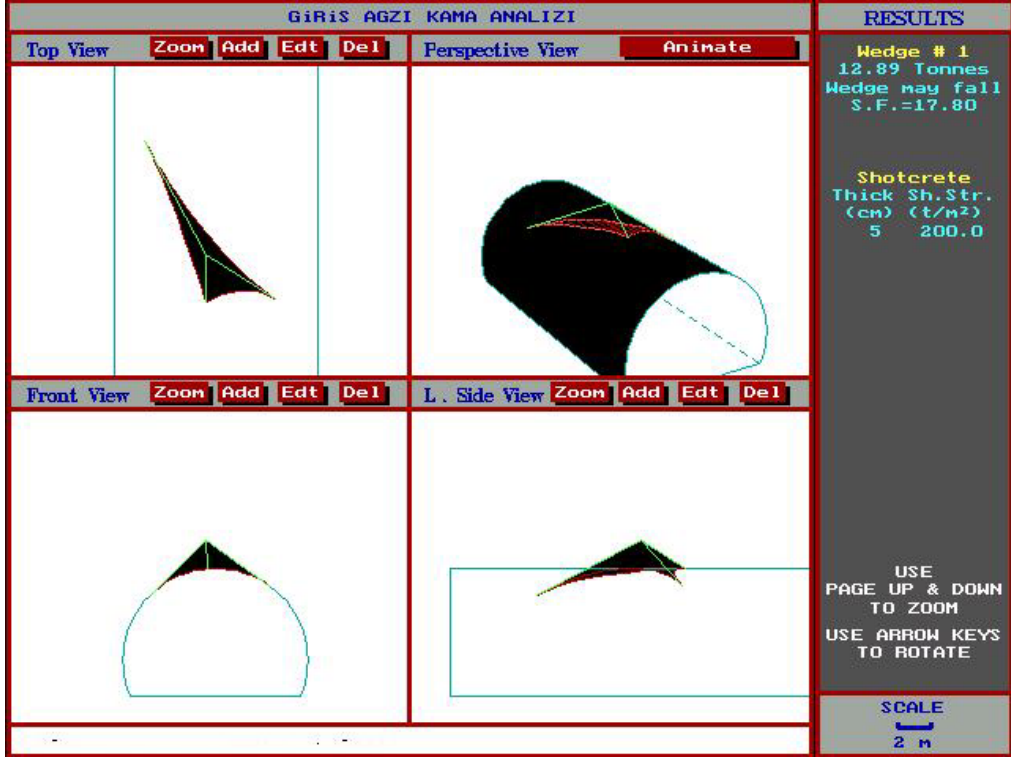 GiRiS AGZI KAMA ANALIZI
RESULTS
Top View Zoom Add Edt Del
Perspective View Animate
Wedge # 1
12.89 Tonnes
Wedge may fall
S.F.=17.80
Shotcrete
Thick Sh.Str.
(cm) (t/m²)
5 200.0
Front View Zoom Add Edt Del
L. Side View Zoom Add Edt Del
USE
PAGE UP & DOWN
TO ZOOM
USE ARROW KEYS
TO ROTATE
SCALE
2 m